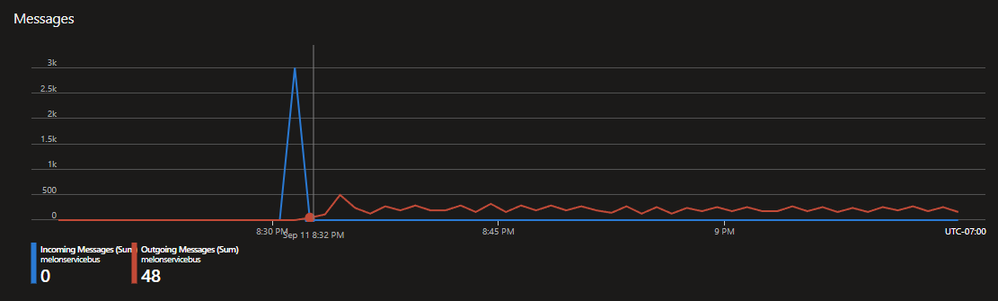 Messages
3k
2.5k
2k
1.5k
1k
500
0
8:30 PM
Sep 11 8:32 PM
8:45 PM
9 PM
UTC-07:00
Incoming Messages (Sum)
melonservicebus
0
Outgoing Messages (Sum)
melonservicebus
48